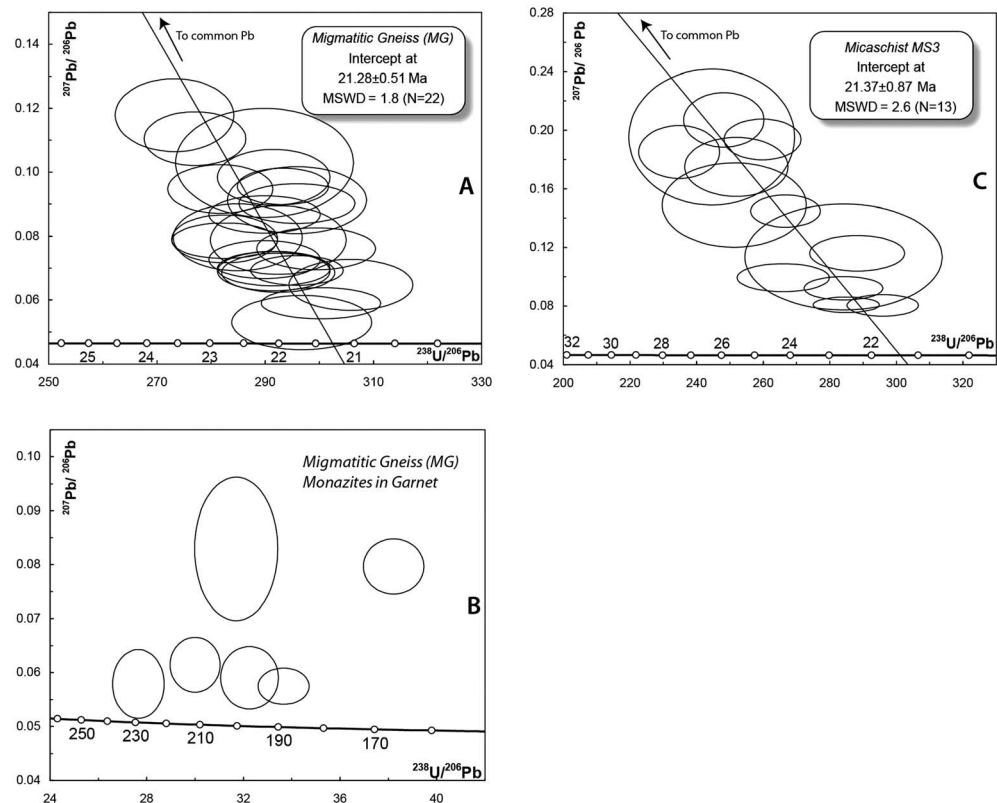 0.15
0.14
0.12
0.10
0.08
0.06
0.04
²⁰⁷Pb/ ²⁰⁶Pb
To common Pb
Migmatitic Gneiss (MG)
Intercept at
21.28±0.51 Ma
MSWD = 1.8 (N=22)
A
25 24 23 22 21
²³⁸U/²⁰⁶Pb
250 270 290 310 330
0.28
0.24
0.20
0.16
0.12
0.08
0.04
²⁰⁷Pb/ ²⁰⁶ Pb
To common Pb
Micaschist MS3
Intercept at
21.37±0.87 Ma
MSWD = 2.6 (N=13)
C
32 30 28 26 24 22
²³⁸U/²⁰⁶Pb
200 220 240 260 280 300 320
0.10
0.09
0.08
0.07
0.06
0.05
0.04
²⁰⁷Pb/ ²⁰⁶Pb
Migmatitic Gneiss (MG)
Monazites in Garnet
B
250 230 210 190 170
²³⁸U/²⁰⁶Pb
24 28 32 36 40